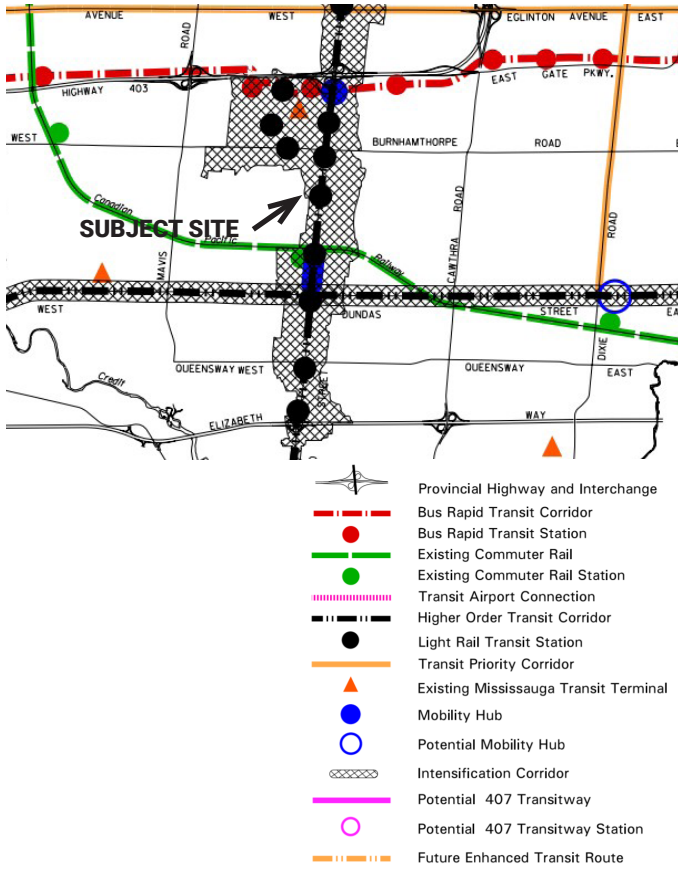 AVENUE WEST EGLINTON AVENUE EAST
ROAD
HIGHWAY 403
EAST GATE PKWY.
WEST BURNHAMTHORPE ROAD E
Canadian
Pacific
Railway
SUBJECT SITE
MAVIS
CAWTHRA
ROAD
ROAD
WEST DUNDAS STREET EA
DIXIE
QUEENSWAY WEST STREET QUEENSWAY EAST
Credit
ELIZABETH WAY
Provincial Highway and Interchange
Bus Rapid Transit Corridor
Bus Rapid Transit Station
Existing Commuter Rail
Existing Commuter Rail Station
Transit Airport Connection
Higher Order Transit Corridor
Light Rail Transit Station
Transit Priority Corridor
Existing Mississauga Transit Terminal
Mobility Hub
Potential Mobility Hub
Intensification Corridor
Potential 407 Transitway
Potential 407 Transitway Station
Future Enhanced Transit Route